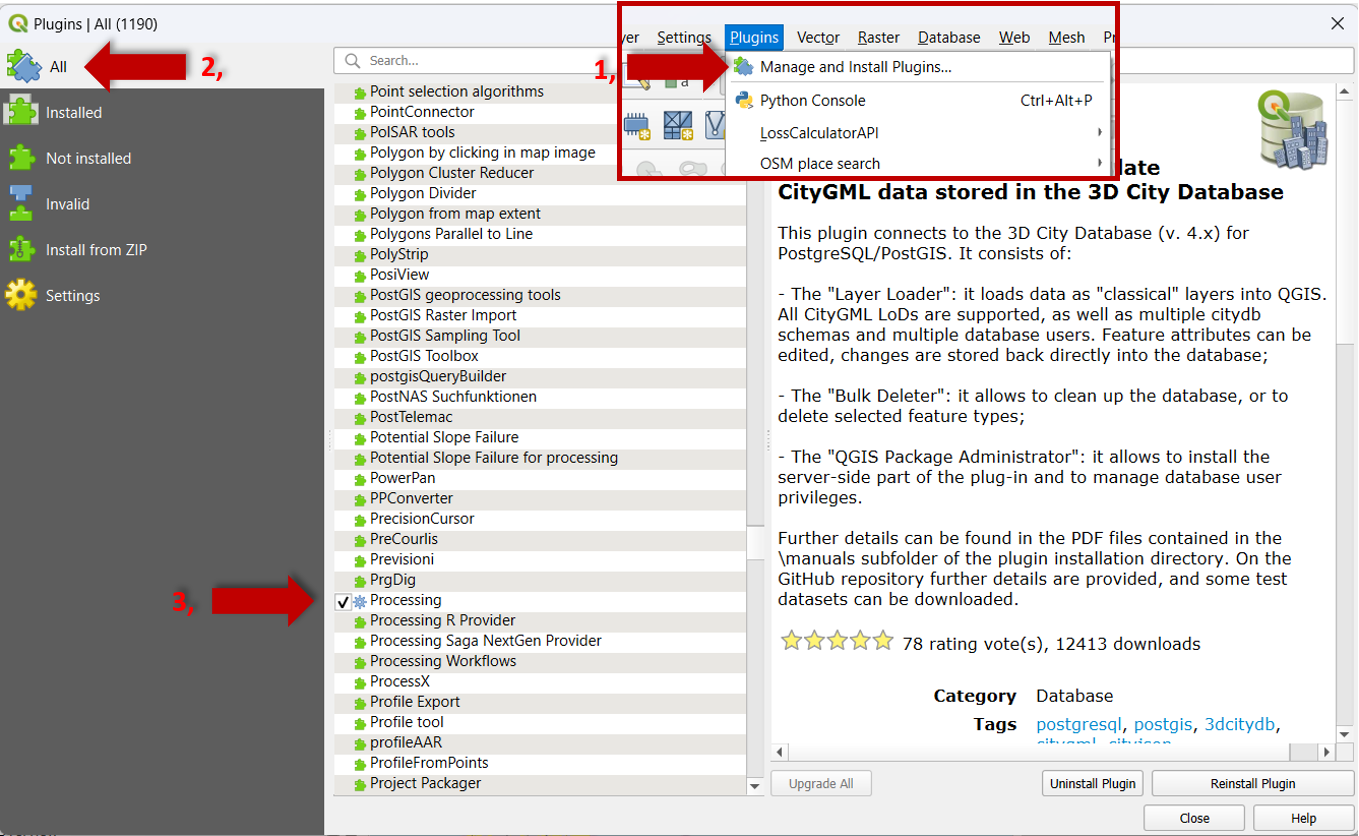 Plugins | All (1190)
All
2,
Installed
Not installed
Invalid
Install from ZIP
Settings
3,
Search...
Point selection algorithms
PointConnector
PolSAR tools
Polygon by clicking in map image
Polygon Cluster Reducer
Polygon Divider
Polygon from map extent
Polygons Parallel to Line
PolyStrip
PosiView
PostGIS geoprocessing tools
PostGIS Raster Import
PostGIS Sampling Tool
PostGIS Toolbox
postgisQueryBuilder
PostNAS Suchfunktionen
PostTelemac
Potential Slope Failure
Potential Slope Failure for processing
PowerPan
PPConverter
PrecisionCursor
PreCourlis
Previsioni
PrgDig
Processing
Processing R Provider
Processing Saga NextGen Provider
Processing Workflows
ProcessX
Profile Export
Profile tool
profileAAR
ProfileFromPoints
Project Packager
yer Settings Plugins Vector Raster Database Web Mesh Pr
1,
a
Manage and Install Plugins...
Python Console Ctrl+Alt+P
LossCalculatorAPI
OSM place search
late
CityGML data stored in the 3D City Database
This plugin connects to the 3D City Database (v. 4.x) for
PostgreSQL/PostGIS. It consists of:
- The "Layer Loader": it loads data as "classical" layers into QGIS.
All CityGML LoDs are supported, as well as multiple citydb
schemas and multiple database users. Feature attributes can be
edited, changes are stored back directly into the database;
- The "Bulk Deleter": it allows to clean up the database, or to
delete selected feature types;
- The "QGIS Package Administrator": it allows to install the
server-side part of the plug-in and to manage database user
privileges.
Further details can be found in the PDF files contained in the
\manuals subfolder of the plugin installation directory. On the
GitHub repository further details are provided, and some test
datasets can be downloaded.
78 rating vote(s), 12413 downloads
Category Database
Tags postgresql, postgis, 3dcitydb,
citygml, cityjson
Upgrade All
Uninstall Plugin
Reinstall Plugin
Close
Help